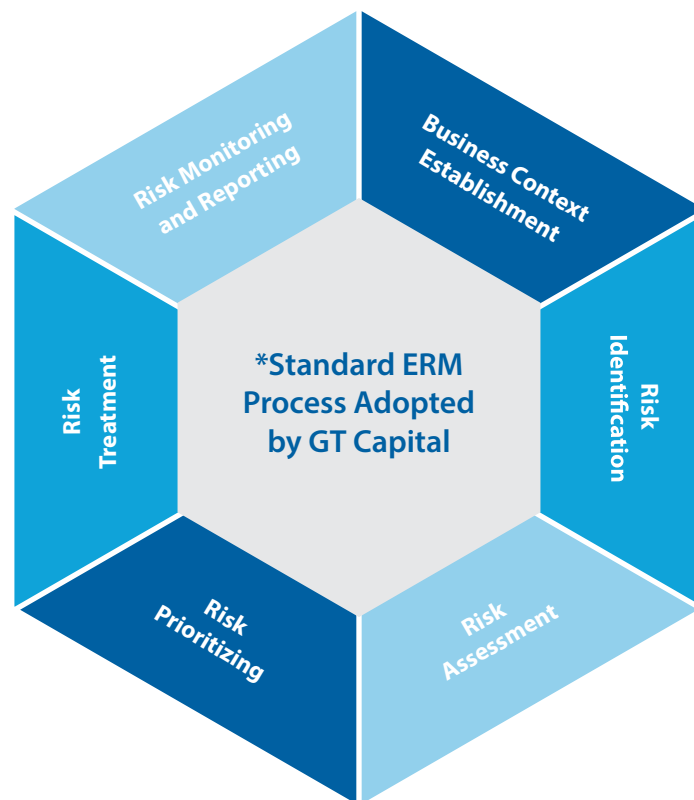 Risk Monitoring
and Reporting
Business Context
Establishment
Risk
Identification
Risk
Assessment
Risk
Prioritizing
Risk
Treatment
*Standard ERM
Process Adopted
by GT Capital